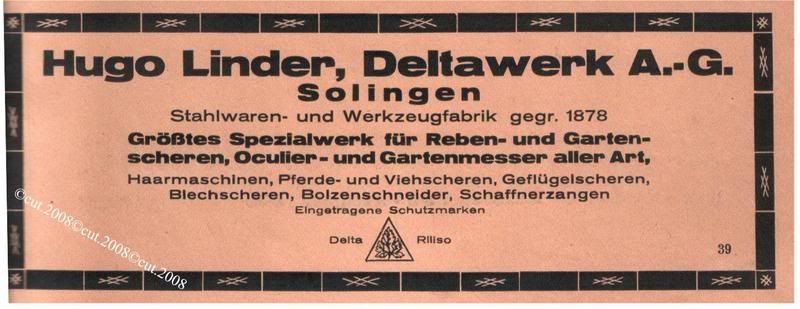 Hugo Linder, Deltawerk A.-G.
Solingen
Stahlwaren- und Werkzeugfabrik gegr. 1878
Größtes Spezialwerk für Reben- und Garten-
scheren, Oculier- und Gartenmesser aller Art,
Haarmaschinen, Pferde- und Viehscheren, Geflügelscheren,
Blechscheren, Bolzenschneider, Schaffnerzangen
Eingetragene Schutzmarken
Delta Riliso
39
©cut.2008©cut.2008©cut.2008